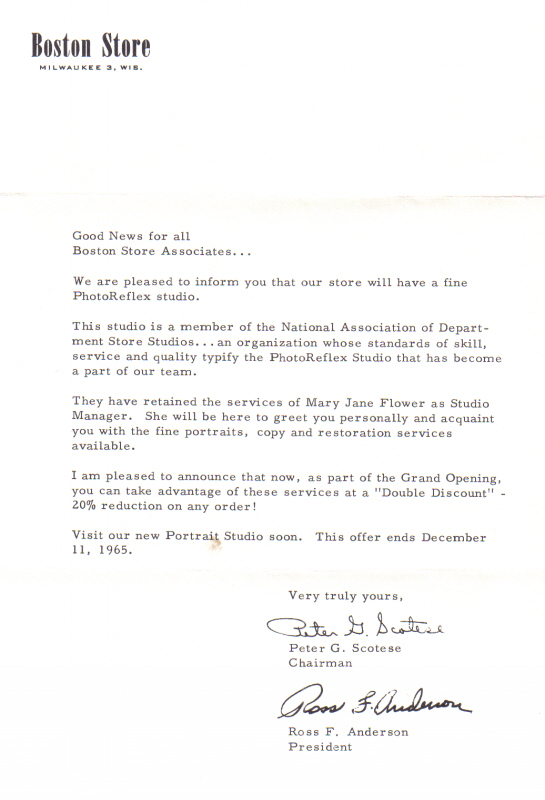 Boston Store
MILWAUKEE 3, WIS.
Good News for all
Boston Store Associates...
We are pleased to inform you that our store will have a fine
PhotoReflex studio.
This studio is a member of the National Association of Depart-
ment Store Studios...an organization whose standards of skill,
service and quality typify the PhotoReflex Studio that has become
a part of our team.
They have retained the services of Mary Jane Flower as Studio
Manager. She will be here to greet you personally and acquaint
you with the fine portraits, copy and restoration services
available.
I am pleased to announce that now, as part of the Grand Opening,
you can take advantage of these services at a "Double Discount" -
20% reduction on any order!
Visit our new Portrait Studio soon. This offer ends December
11, 1965.
Very truly yours,
Peter G. Scotese
Peter G. Scotese
Chairman
Ross F. Anderson
Ross F. Anderson
President